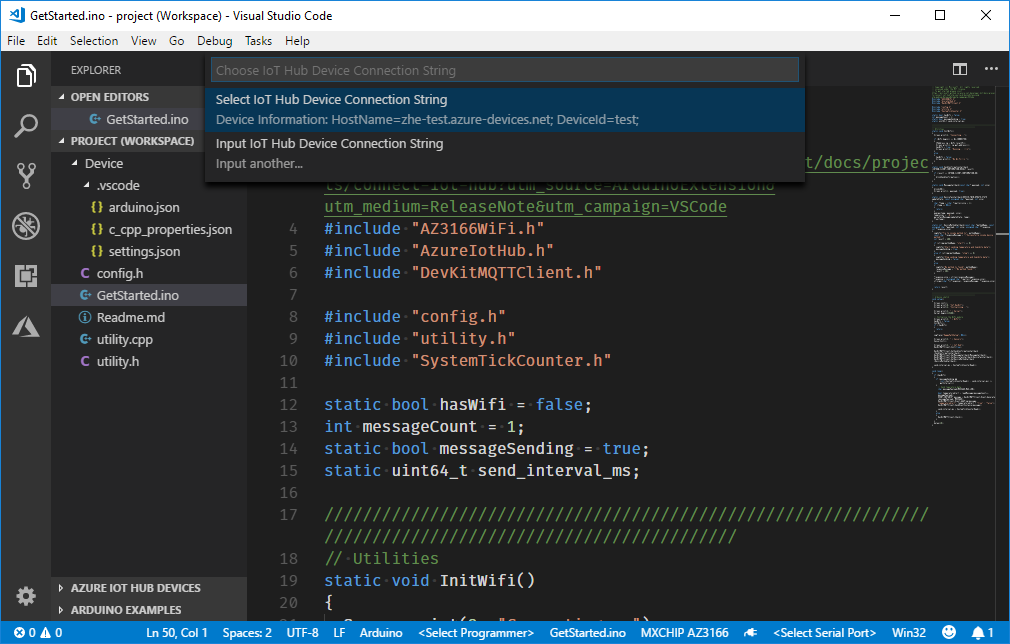 GetStarted.ino - project (Workspace) - Visual Studio Code
File Edit Selection View Go Debug Tasks Help
EXPLORER
OPEN EDITORS
GetStarted.ino
PROJECT (WORKSPACE)
Device
.vscode
arduino.json
c_cpp_properties.json
settings.json
config.h
GetStarted.ino
Readme.md
utility.cpp
utility.h
AZURE IOT HUB DEVICES
ARDUINO EXAMPLES
Choose IoT Hub Device Connection String
Select IoT Hub Device Connection String
Device Information: HostName=zhe-test.azure-devices.net; DeviceId=test;
Input IoT Hub Device Connection String
Input another...
t/docs/projec
ts/connect-iot-hub?utm_source=ArduinoExtension&
utm_medium=ReleaseNote&utm_campaign=VSCode
4 #include "AZ3166WiFi.h"
5 #include "AzureIotHub.h"
6 #include "DevKitMQTTClient.h"
7
8 #include "config.h"
9 #include "utility.h"
10 #include "SystemTickCounter.h"
11
12 static bool hasWifi = false;
13 int messageCount = 1;
14 static bool messageSending = true;
15 static uint64_t send_interval_ms;
16
17 ///////////////////////////////////////////////////////////////
///////////////////////////////////////////
18 // Utilities
19 static void InitWifi()
20 {
0 0 Ln 50, Col 1 Spaces: 2 UTF-8 LF Arduino <Select Programmer> GetStarted.ino MXCHIP AZ3166 <Select Serial Port> Win32 1